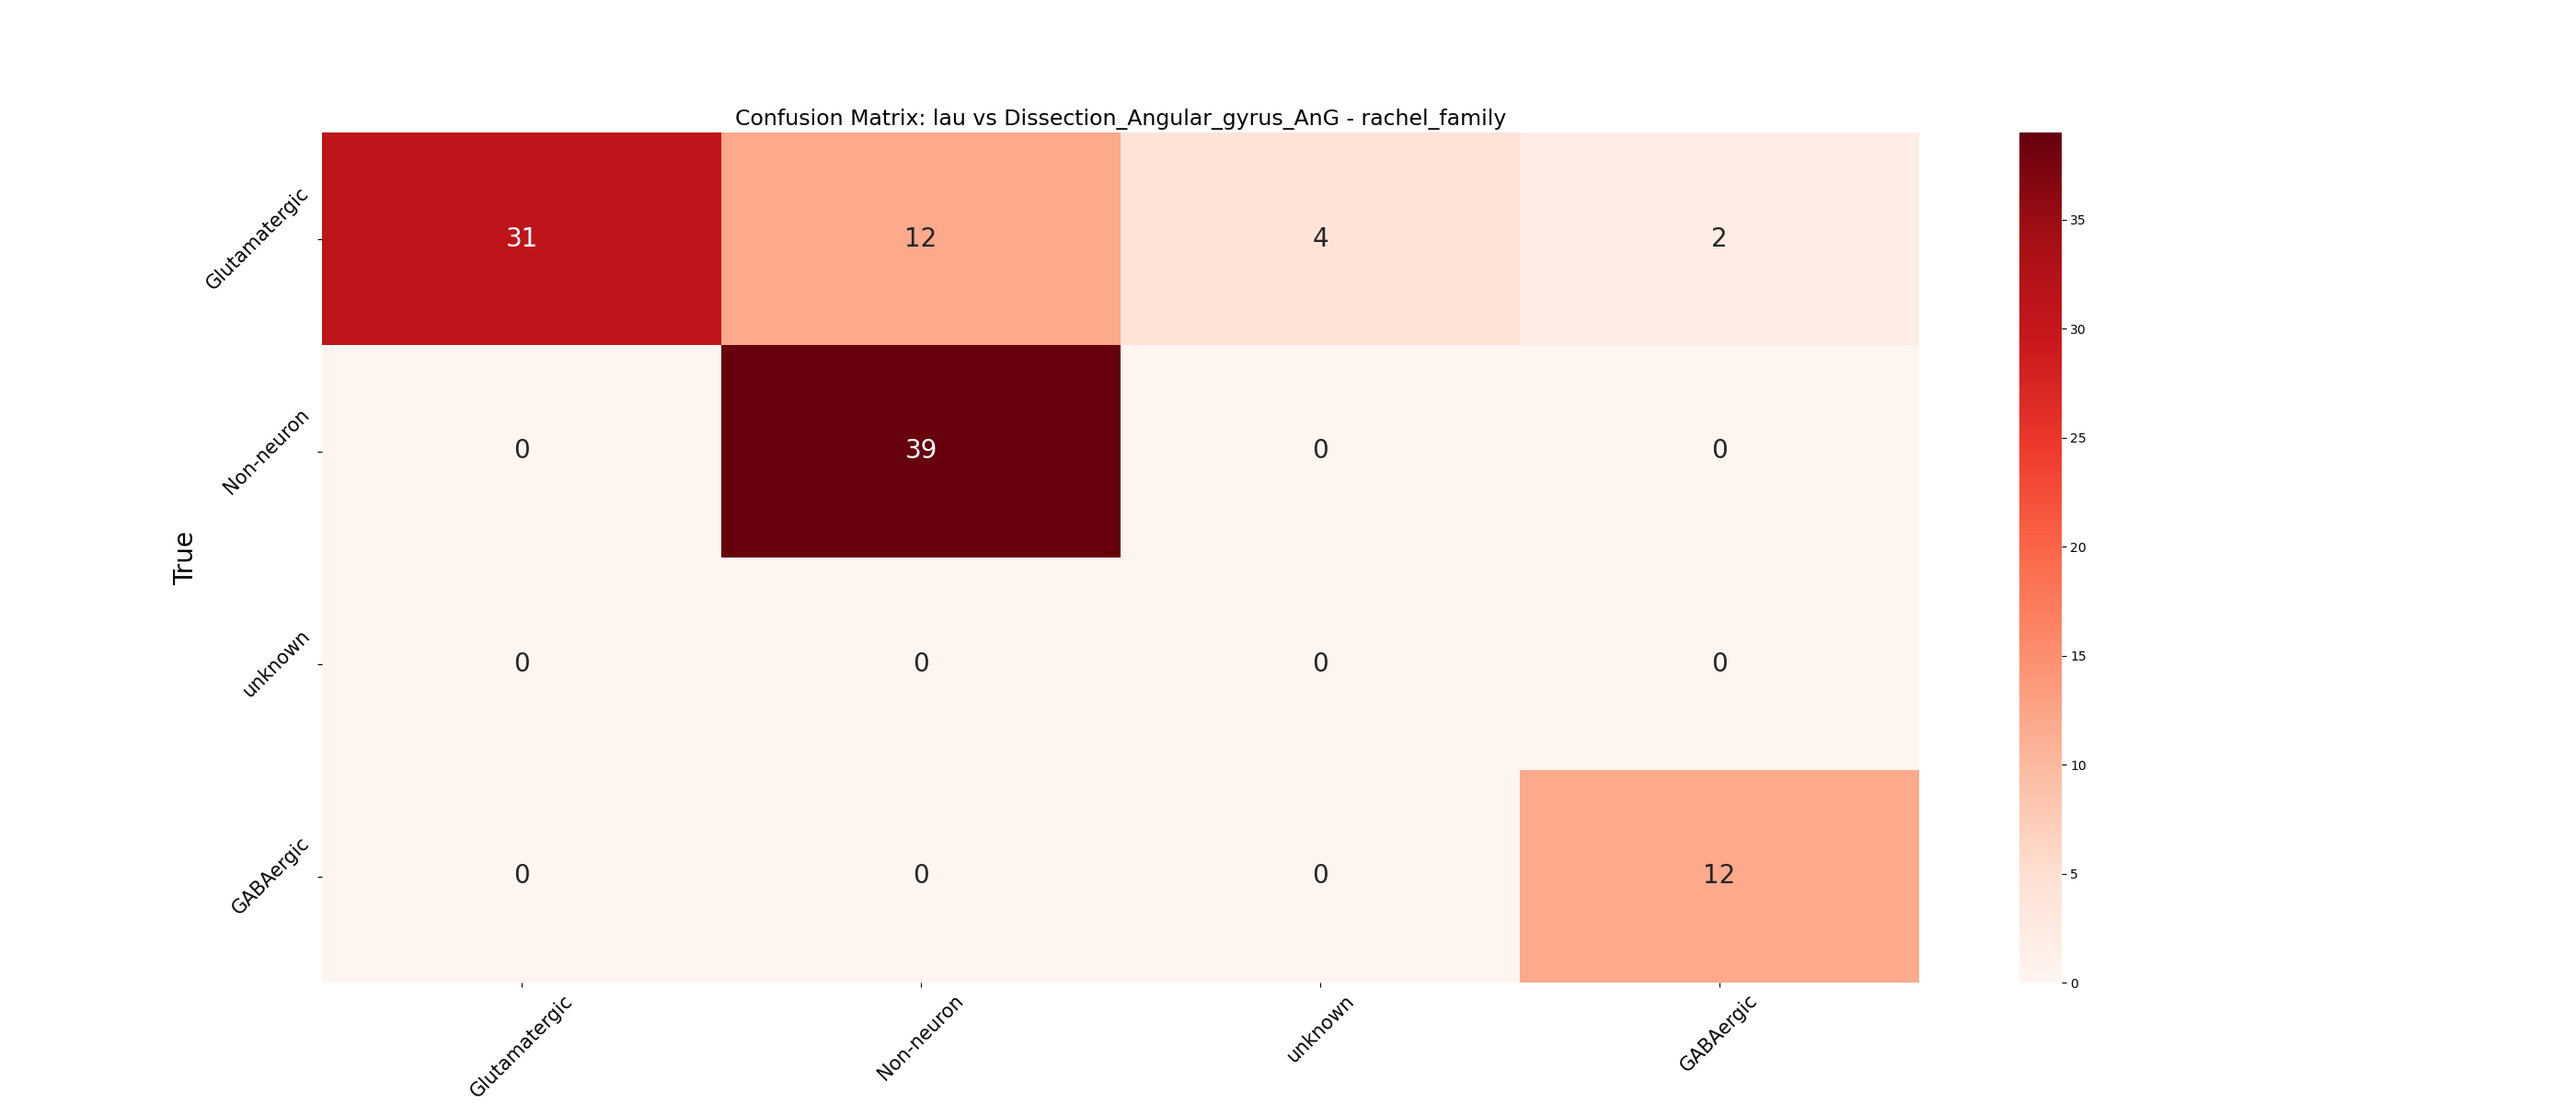 Confusion Matrix: lau vs Dissection_Angular_gyrus_AnG - rachel_family
Glutamatergic 31 12 4 2
Non-neuron 0 39 0 0
unknown 0 0 0 0
GABAergic 0 0 0 12
True
Glutamatergic Non-neuron unknown GABAergic
35
30
25
20
15
10
5
0